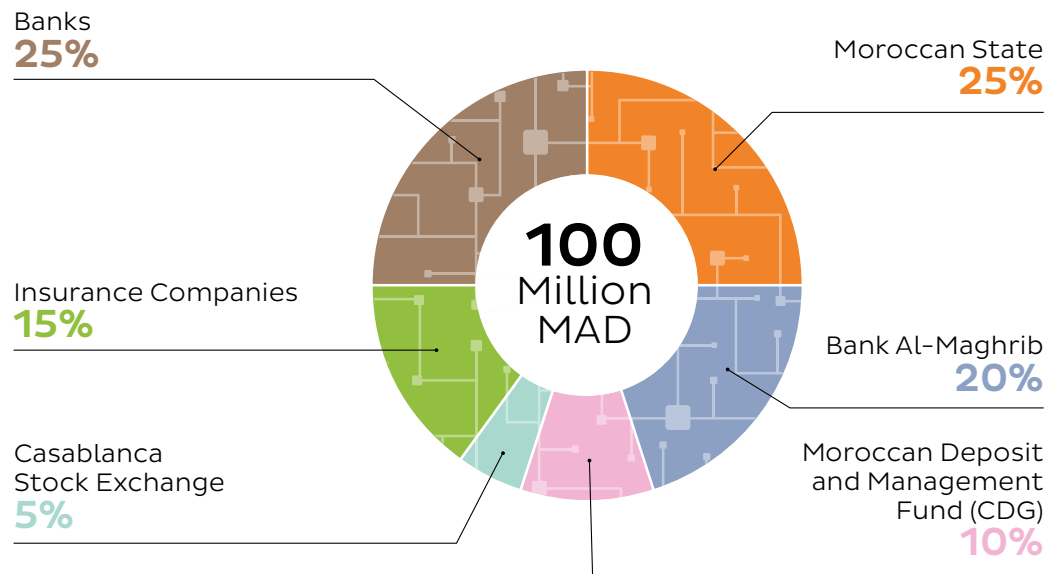 Banks
25%
Moroccan State
25%
100
Million
MAD
Insurance Companies
15%
Bank Al-Maghrib
20%
Casablanca
Stock Exchange
5%
Moroccan Deposit
and Management
Fund (CDG)
10%